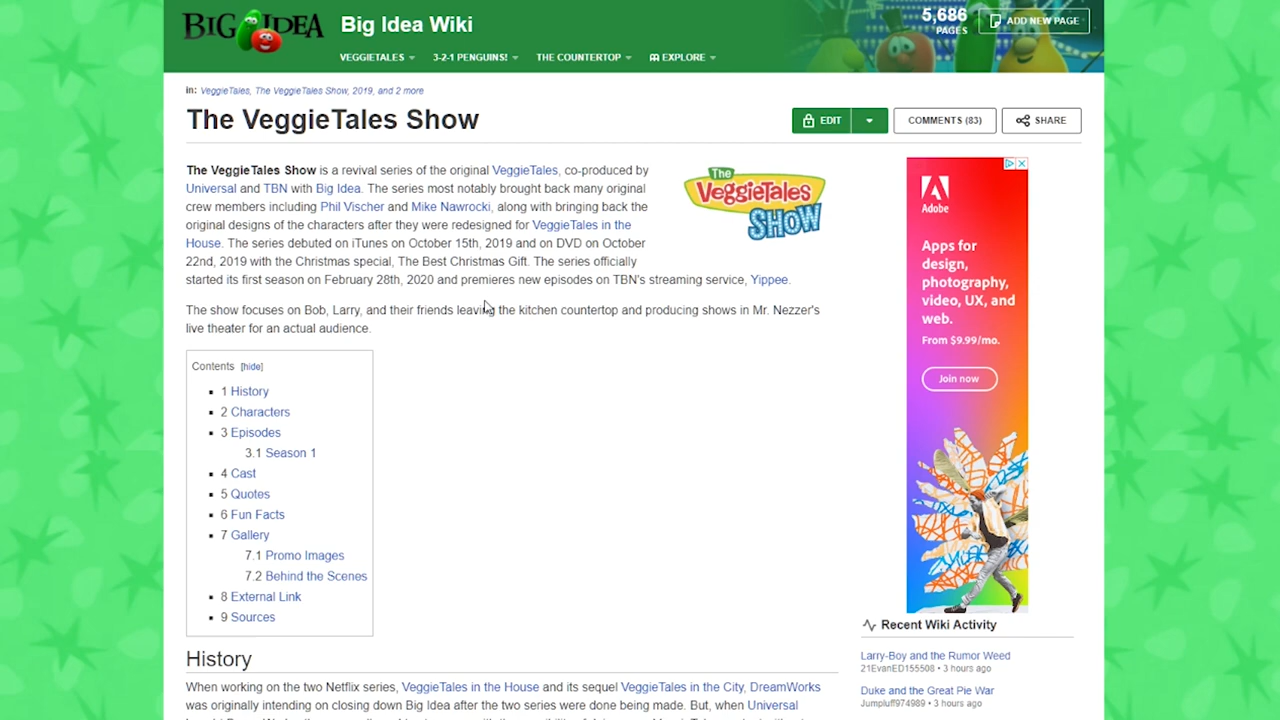 BIG IDEA
Big Idea Wiki
5,686
PAGES
ADD NEW PAGE
VEGGIETALES
3-2-1 PENGUINS!
THE COUNTERTOP
EXPLORE
in: VeggieTales, The VeggieTales Show, 2019, and 2 more
The VeggieTales Show
EDIT
COMMENTS (83)
SHARE
The VeggieTales Show is a revival series of the original VeggieTales, co-produced by
Universal and TBN with Big Idea. The series most notably brought back many original
crew members including Phil Vischer and Mike Nawrocki, along with bringing back the
original designs of the characters after they were redesigned for VeggieTales in the
House. The series debuted on iTunes on October 15th, 2019 and on DVD on October
22nd, 2019 with the Christmas special, The Best Christmas Gift. The series officially
started its first season on February 28th, 2020 and premieres new episodes on TBN's streaming service, Yippee.
The show focuses on Bob, Larry, and their friends leaving the kitchen countertop and producing shows in Mr. Nezzer's
live theater for an actual audience.
The
VeggieTales
SHOW
Contents [hide]
1 History
2 Characters
3 Episodes
3.1 Season 1
4 Cast
5 Quotes
6 Fun Facts
7 Gallery
7.1 Promo Images
7.2 Behind the Scenes
8 External Link
9 Sources
History
When working on the two Netflix series, VeggieTales in the House and its sequel VeggieTales in the City, DreamWorks
was originally intending on closing down Big Idea after the two series were done being made. But, when Universal
Adobe
Apps for
design,
photography,
video, UX, and
web.
From $9.99/mo.
Join now
Recent Wiki Activity
Larry-Boy and the Rumor Weed
21EvanED155508 • 3 hours ago
Duke and the Great Pie War
Jumpluff974989 • 3 hours ago